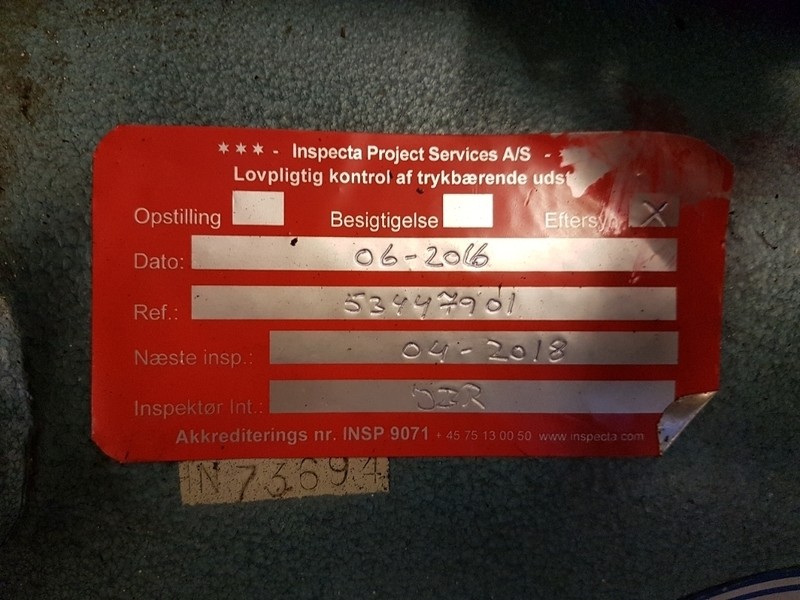 *** - Inspecta Project Services A/S -
Lovpligtig kontrol af trykbærende udst
Opstilling Besigtigelse Eftersyn X
Dato: 06-2016
Ref.: 53447901
Næste insp.: 04-2018
Inspektør Int.:
Akkrediterings nr. INSP 9071 +45 75 13 00 50 www.inspecta.com
N73694